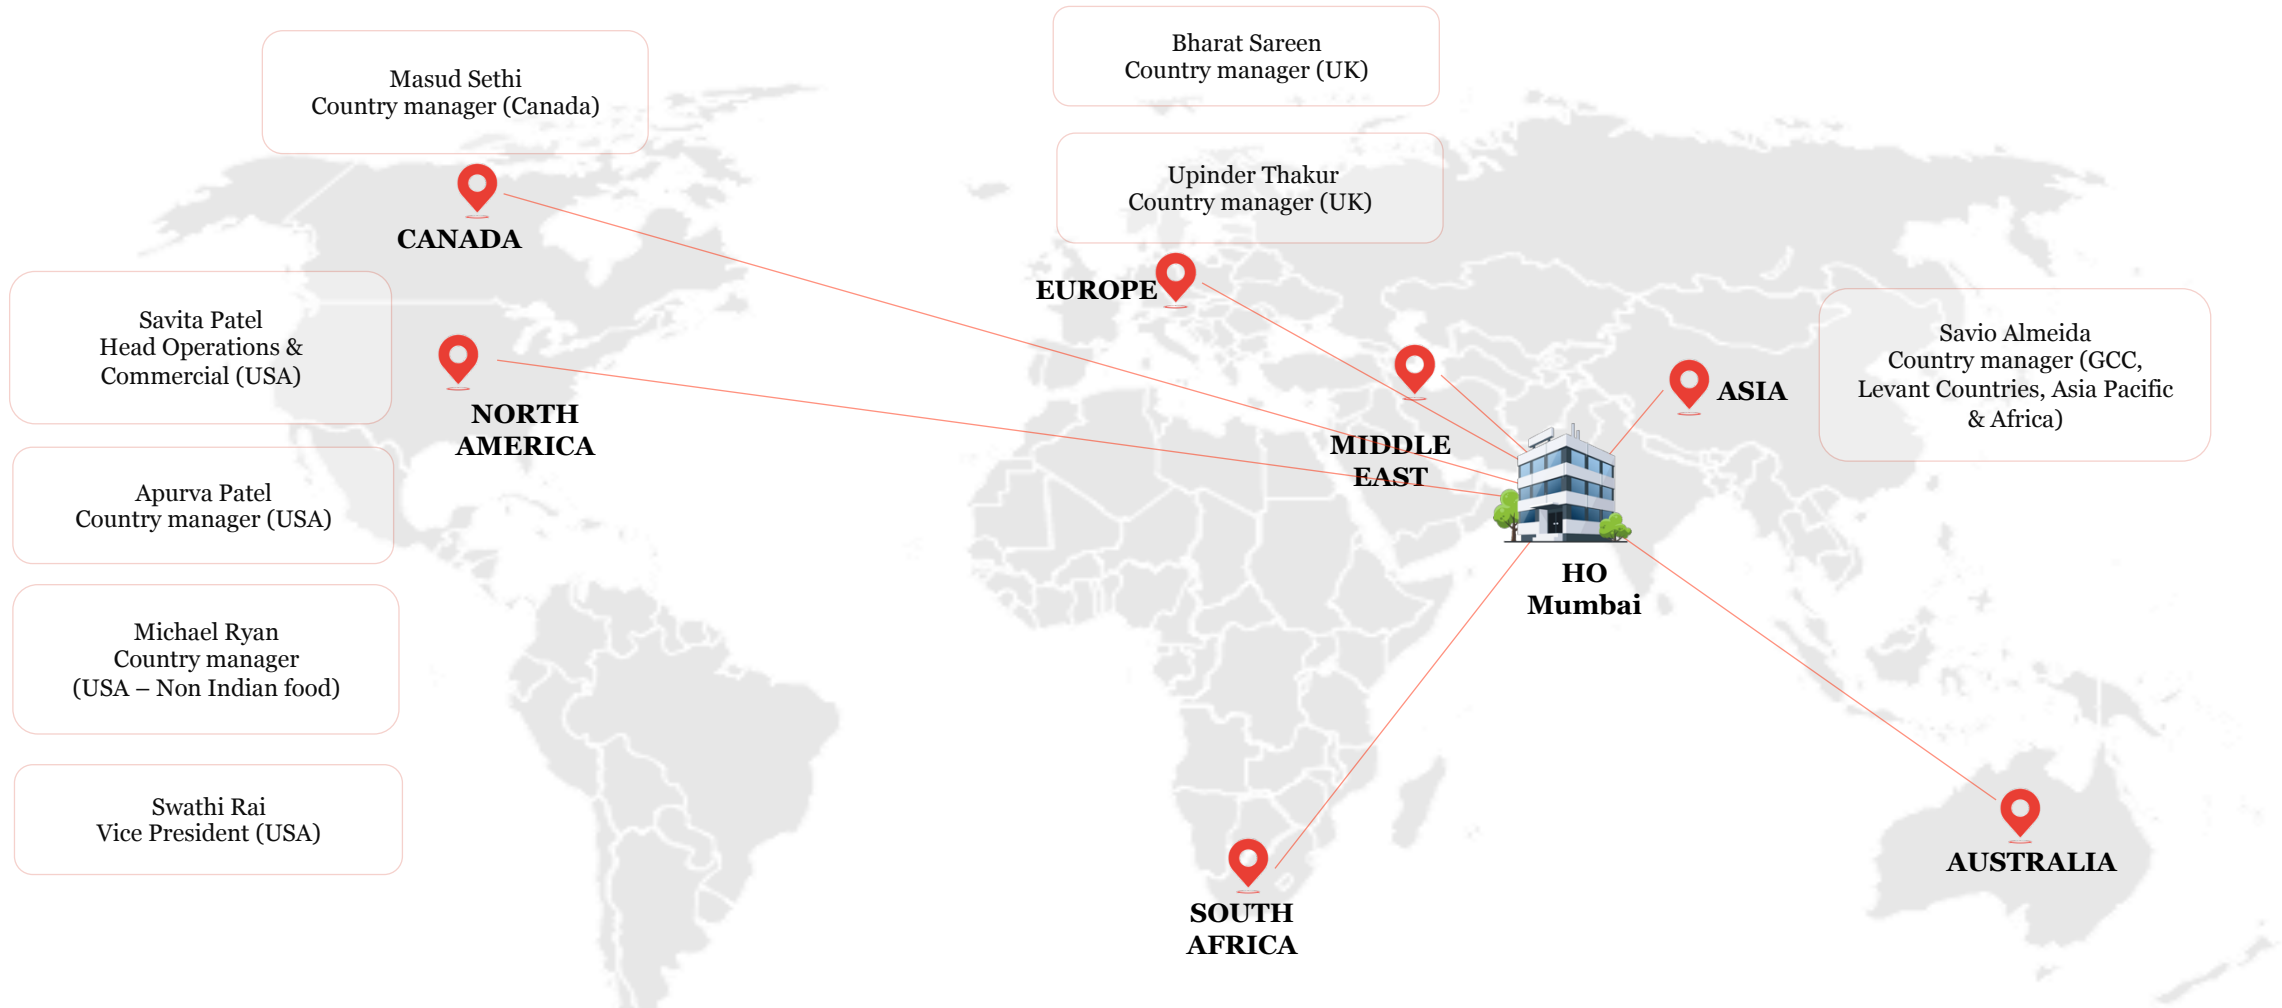 Masud Sethi
Country manager (Canada)
CANADA
Savita Patel
Head Operations &
Commercial (USA)
NORTH
AMERICA
Apurva Patel
Country manager (USA)
Michael Ryan
Country manager
(USA – Non Indian food)
Swathi Rai
Vice President (USA)
Bharat Sareen
Country manager (UK)
Upinder Thakur
Country manager (UK)
EUROPE
MIDDLE
EAST
ASIA
Savio Almeida
Country manager (GCC,
Levant Countries, Asia Pacific
& Africa)
HO
Mumbai
SOUTH
AFRICA
AUSTRALIA